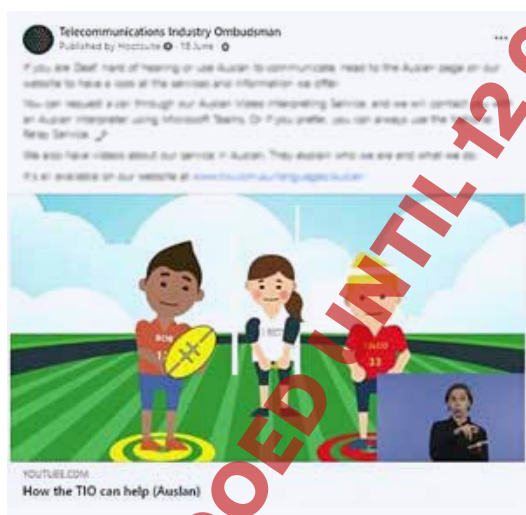 Telecommunications Industry Ombudsman
Published by Hootsuite · 15 June ·
If you are Deaf, hard of hearing or use Auslan to communicate, head to the Auslan page on our
website to have a look at the services and information we offer.
You can request a call through our Auslan Video Interpreting Service, and we will contact you with
an Auslan interpreter using Microsoft Teams. Or if you prefer, you can always use the
Relay Service.
We also have videos about our service in Auslan. They explain who we are and what we do.
It's all available on our website at
33
YOUTUBE.COM
How the TIO can help (Auslan)
UNTIL 12